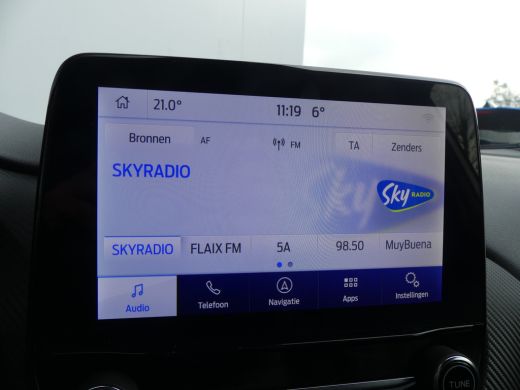 21.0° 11:19 6°
Bronnen AF FM TA Zenders
SKYRADIO
Sky RADIO
SKYRADIO FLAIX FM 5A 98.50 MuyBuena
Audio Telefoon Navigatie Apps Instellingen
TUNE